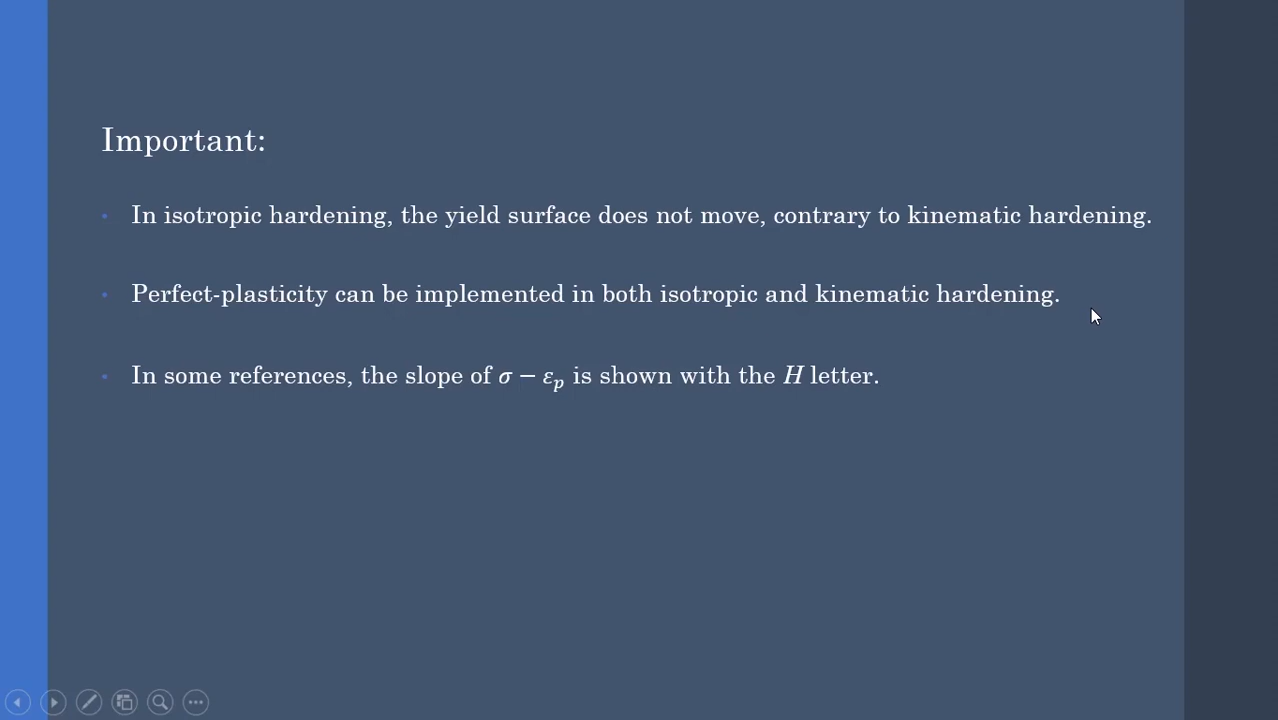 Important:
• In isotropic hardening, the yield surface does not move, contrary to kinematic hardening.
• Perfect-plasticity can be implemented in both isotropic and kinematic hardening.
• In some references, the slope of σ − εₚ is shown with the H letter.